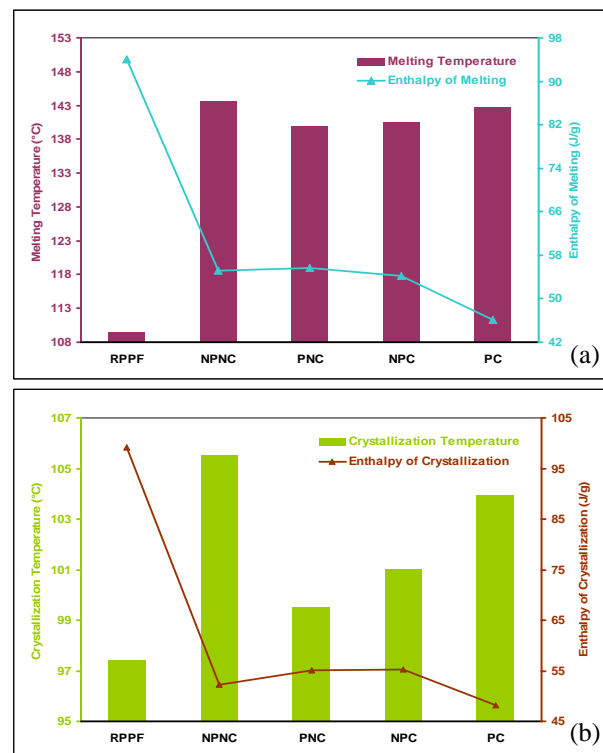 Melting Temperature
Enthalpy of Melting
Melting Temperature (°C)
153
148
143
138
133
128
123
118
113
108
Enthalpy of Melting (J/g)
98
90
82
74
66
58
50
42
RPPF NPNC PNC NPC PC
(a)
Crystallization Temperature
Enthalpy of Crystallization
Crystallization Temperature (°C)
107
105
103
101
99
97
95
Enthalpy of Crystallization (J/g)
105
95
85
75
65
55
45
RPPF NPNC PNC NPC PC
(b)